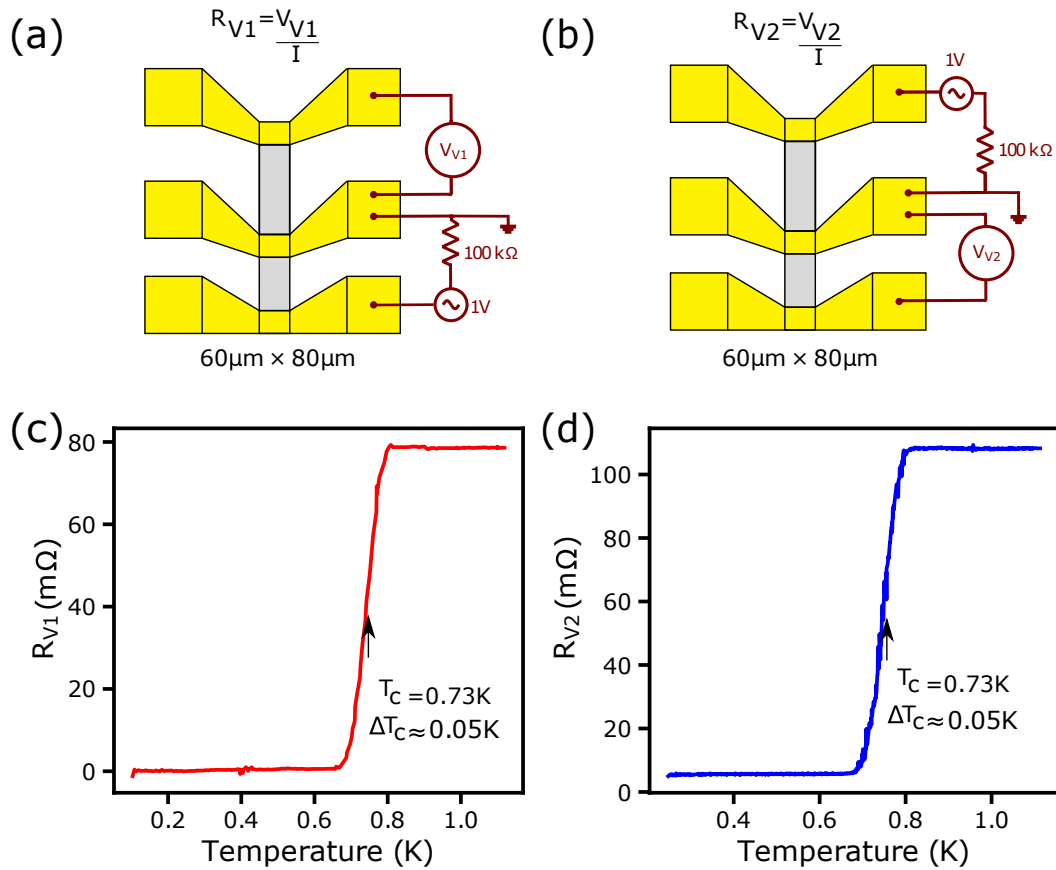 (a)
R_V1=V_V1/I
V_V1
100 kΩ
1V
60μm × 80μm
(b)
R_V2=V_V2/I
1V
100 kΩ
V_V2
60μm × 80μm
(c)
80
60
40
20
0
R_V1 (mΩ)
T_C=0.73K
ΔT_C≈0.05K
0.2 0.4 0.6 0.8 1.0
Temperature (K)
(d)
100
80
60
40
20
0
R_V2 (mΩ)
T_C=0.73K
ΔT_C≈0.05K
0.4 0.6 0.8 1.0
Temperature (K)